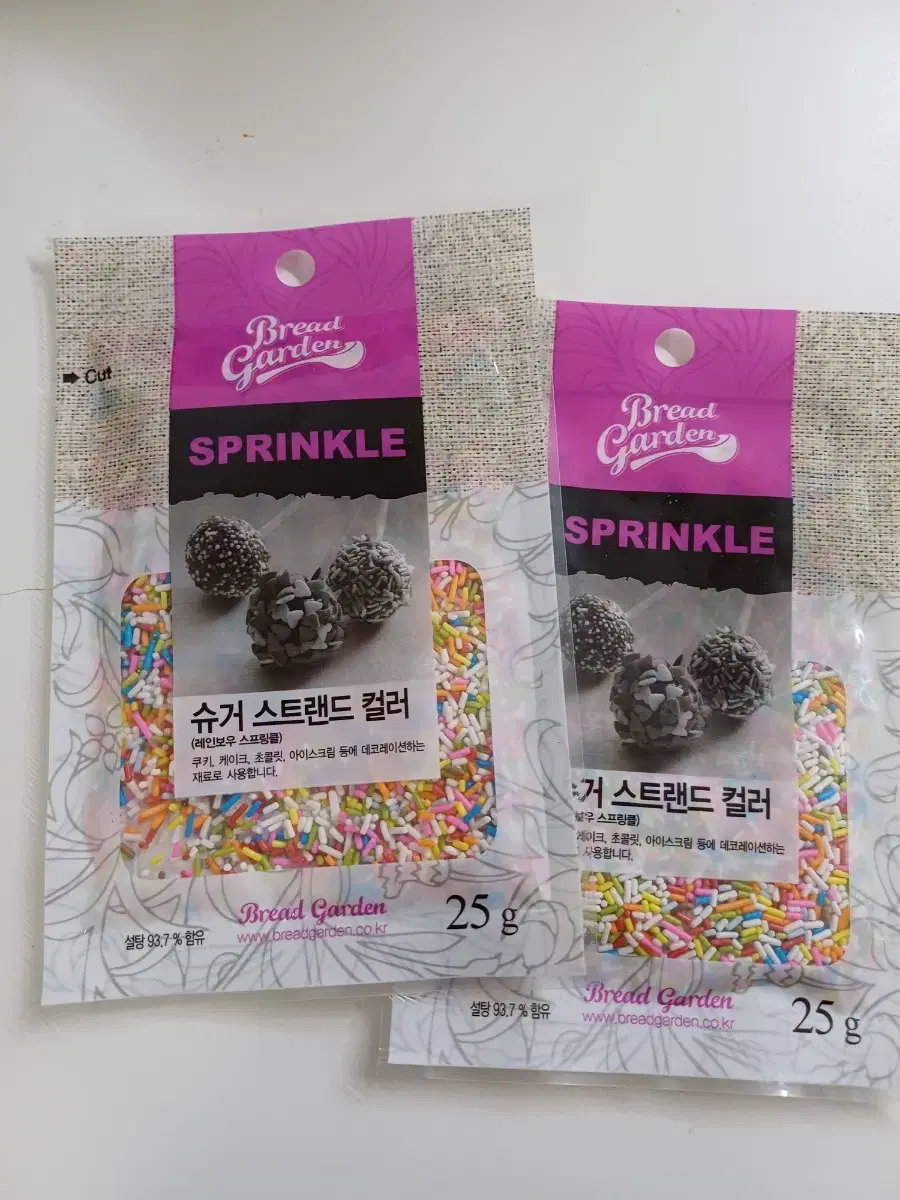 Bread
Garden
➡ Cut
SPRINKLE
슈거 스트랜드 컬러
(레인보우 스프링클)
쿠키, 케이크, 초콜릿, 아이스크림 등에 데코레이션하는
재료로 사용합니다.
설탕 93.7 % 함유
Bread Garden
www.breadgarden.co.kr
25 g
Bread
Garden
SPRINKLE
거 스트랜드 컬러
스프링클)
초콜릿, 아이스크림 등에 데코레이션하는
사용합니다.
설탕 93.7 % 함유
Bread Garden
www.breadgarden.co.kr
25 g